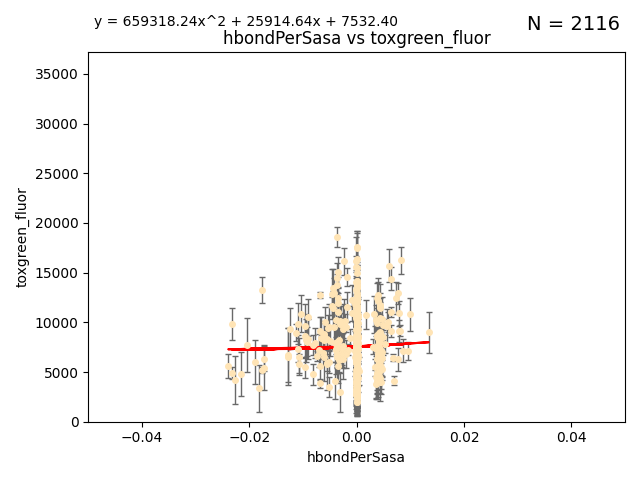 y = 659318.24x^2 + 25914.64x + 7532.40
N = 2116
hbondPerSasa vs toxgreen_fluor
toxgreen_fluor
35000
30000
25000
20000
15000
10000
5000
0
−0.04
−0.02
0.00
0.02
0.04
hbondPerSasa